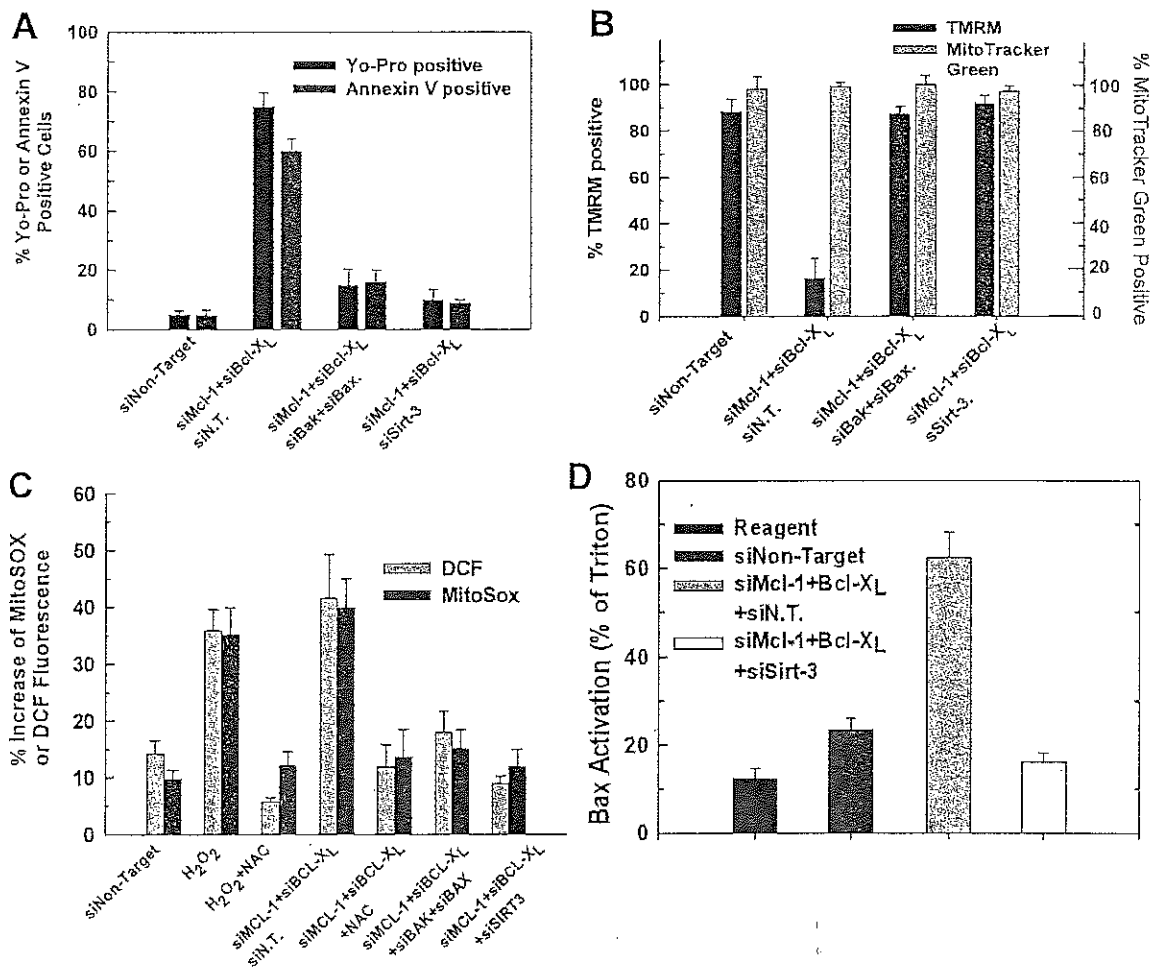 A
100
80
60
40
20
0
% Yo-Pro or Annexin V
Positive Cells
Yo-Pro positive
Annexin V positive
siNon-Target
siMcl-1+siBcl-XL
siN.T.
siMcl-1+siBcl-XL
siBak+siBax.
siMcl-1+siBcl-XL
siSirt-3
B
TMRM
MitoTracker
Green
100
80
60
40
20
0
% TMRM positive
100
80
60
40
20
0
% MitoTracker
Green Positive
siNon-Target
siMcl-1+siBcl-XL
siN.T.
siMcl-1+siBcl-XL
siBak+siBax.
siMcl-1+siBcl-XL
sSirt-3.
C
60
50
40
30
20
10
0
% Increase of MitoSOX
or DCF Fluorescence
DCF
MitoSox
siNon-Target
H2O2
H2O2+NAC
siMCL-1+siBCL-XL
siN.T.
siMCL-1+siBCL-XL
+NAC
siMCL-1+siBCL-XL
+siBAK+siBAX
siMCL-1+siBCL-XL
+siSIRT3
D
80
60
40
20
0
Bax Activation (% of Triton)
Reagent
siNon-Target
siMcl-1+Bcl-XL
+siN.T.
siMcl-1+Bcl-XL
+siSirt-3